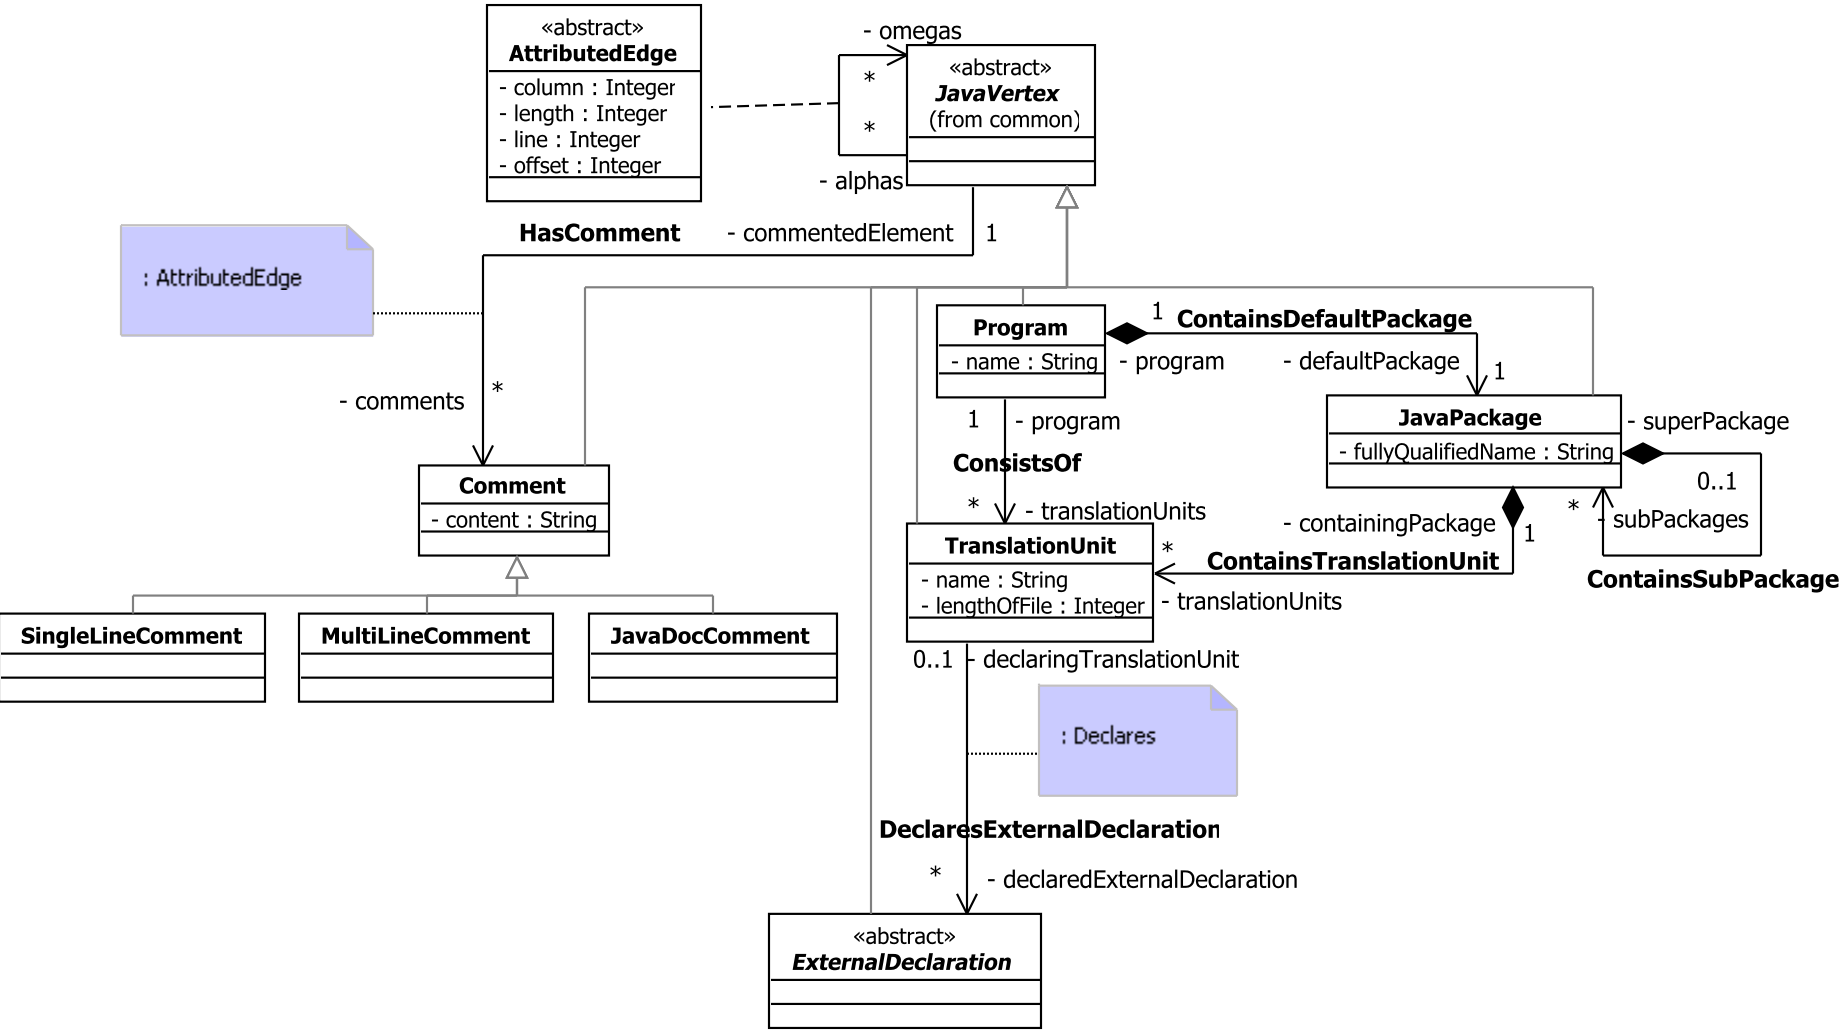 «abstract»
AttributedEdge
- column : Integer
- length : Integer
- line : Integer
- offset : Integer
- omegas
*
*
- alphas
«abstract»
JavaVertex
(from common)
HasComment
- commentedElement
1
: AttributedEdge
- comments
*
Program
- name : String
1
ContainsDefaultPackage
- program
- defaultPackage
1
1
- program
ConsistsOf
*
- translationUnits
JavaPackage
- fullyQualifiedName : String
- superPackage
0..1
*
- subPackages
ContainsSubPackage
- containingPackage
1
*
ContainsTranslationUnit
- translationUnits
Comment
- content : String
TranslationUnit
- name : String
- lengthOfFile : Integer
SingleLineComment
MultiLineComment
JavaDocComment
0..1
- declaringTranslationUnit
: Declares
DeclaresExternalDeclaration
*
- declaredExternalDeclaration
«abstract»
ExternalDeclaration